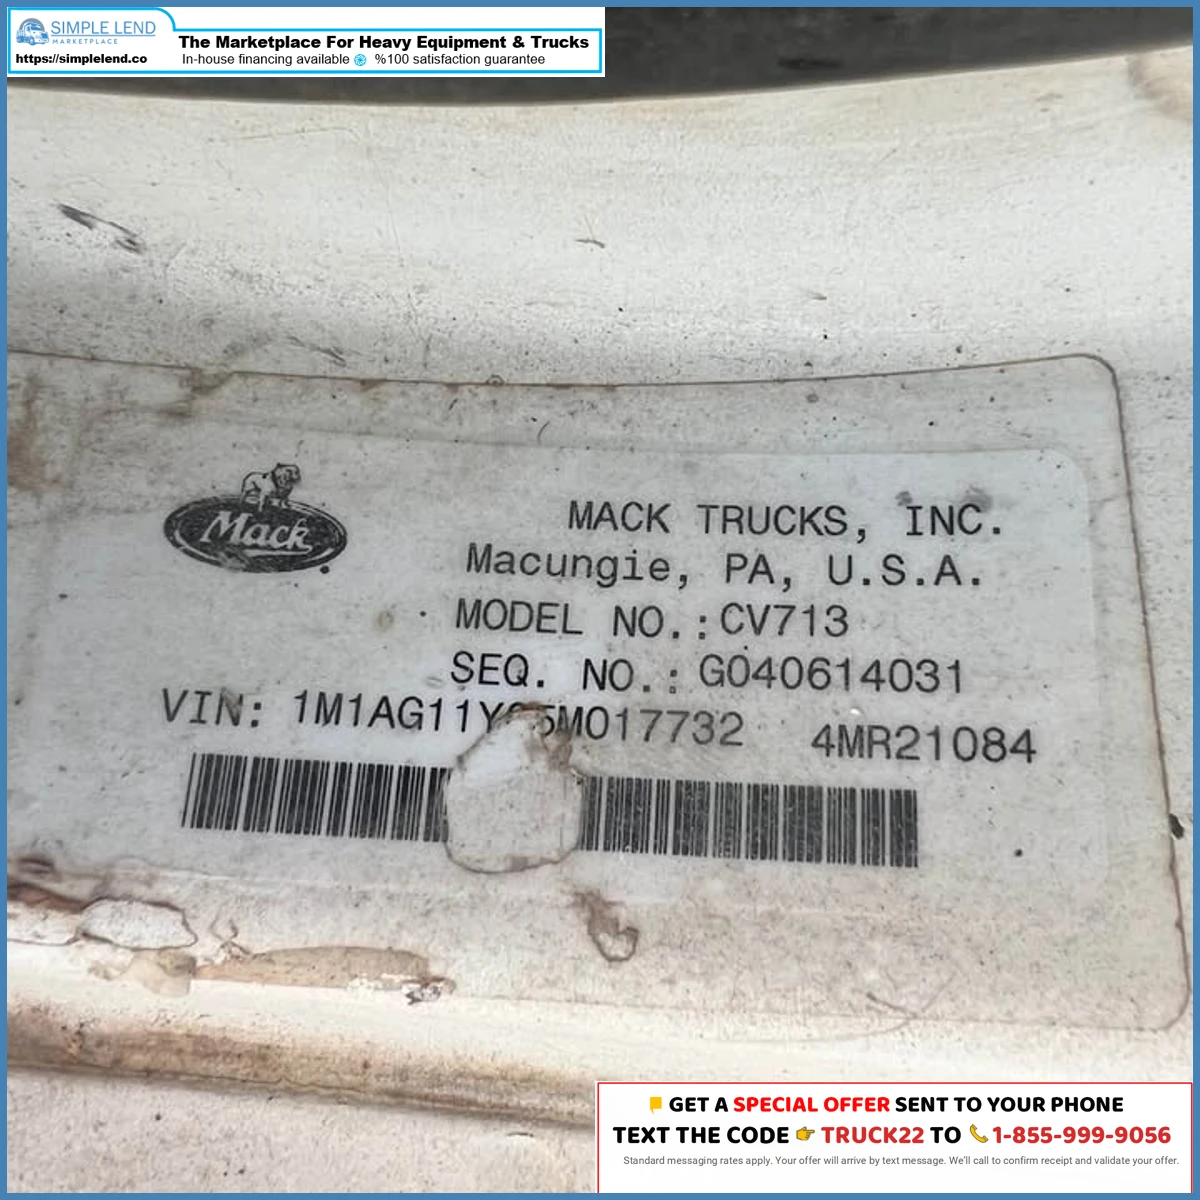 SIMPLE LEND
MARKETPLACE
https://simplelend.co
The Marketplace For Heavy Equipment & Trucks
In-house financing available %100 satisfaction guarantee
Mack
MACK TRUCKS, INC.
Macungie, PA, U.S.A.
MODEL NO.:CV713
SEQ. NO.: G040614031
VIN: 4MR21084
GET A SPECIAL OFFER SENT TO YOUR PHONE
TEXT THE CODE 👉 TRUCK22 TO 📞 1-855-999-9056
Standard messaging rates apply. Your offer will arrive by text message. We'll call to confirm receipt and validate your offer.